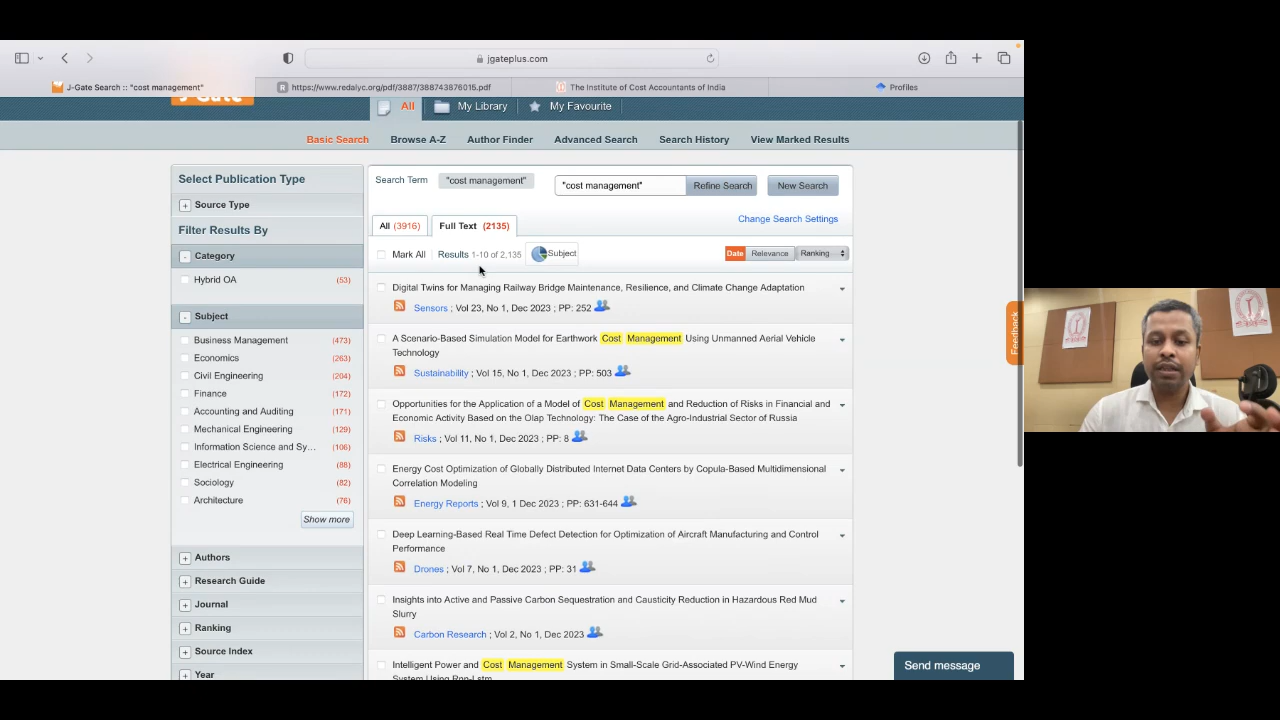 jgateplus.com
J-Gate Search :: "cost management"
https://www.redalyc.org/pdf/3887/388743876015.pdf
The Institute of Cost Accountants of India
Profiles
J-Gate
All
My Library
My Favourite
Basic Search
Browse A-Z
Author Finder
Advanced Search
Search History
View Marked Results
Select Publication Type
+ Source Type
Filter Results By
- Category
Hybrid OA (53)
- Subject
Business Management (473)
Economics (263)
Civil Engineering (204)
Finance (172)
Accounting and Auditing (171)
Mechanical Engineering (129)
Information Science and Sy... (106)
Electrical Engineering (88)
Sociology (82)
Architecture (76)
Show more
+ Authors
+ Research Guide
+ Journal
+ Ranking
+ Source Index
+ Year
Search Term "cost management"
"cost management" Refine Search New Search
All (3916) Full Text (2135)
Change Search Settings
Mark All Results 1-10 of 2,135 Subject
Date Relevance Ranking
Digital Twins for Managing Railway Bridge Maintenance, Resilience, and Climate Change Adaptation
Sensors ; Vol 23, No 1, Dec 2023 ; PP: 252
A Scenario-Based Simulation Model for Earthwork Cost Management Using Unmanned Aerial Vehicle
Technology
Sustainability ; Vol 15, No 1, Dec 2023 ; PP: 503
Opportunities for the Application of a Model of Cost Management and Reduction of Risks in Financial and
Economic Activity Based on the Olap Technology: The Case of the Agro-Industrial Sector of Russia
Risks ; Vol 11, No 1, Dec 2023 ; PP: 8
Energy Cost Optimization of Globally Distributed Internet Data Centers by Copula-Based Multidimensional
Correlation Modeling
Energy Reports ; Vol 9, 1 Dec 2023 ; PP: 631-644
Deep Learning-Based Real Time Defect Detection for Optimization of Aircraft Manufacturing and Control
Performance
Drones ; Vol 7, No 1, Dec 2023 ; PP: 31
Insights into Active and Passive Carbon Sequestration and Causticity Reduction in Hazardous Red Mud
Slurry
Carbon Research ; Vol 2, No 1, Dec 2023
Intelligent Power and Cost Management System in Small-Scale Grid-Associated PV-Wind Energy
System Using Rnn-Lstm
Feedback
Send message